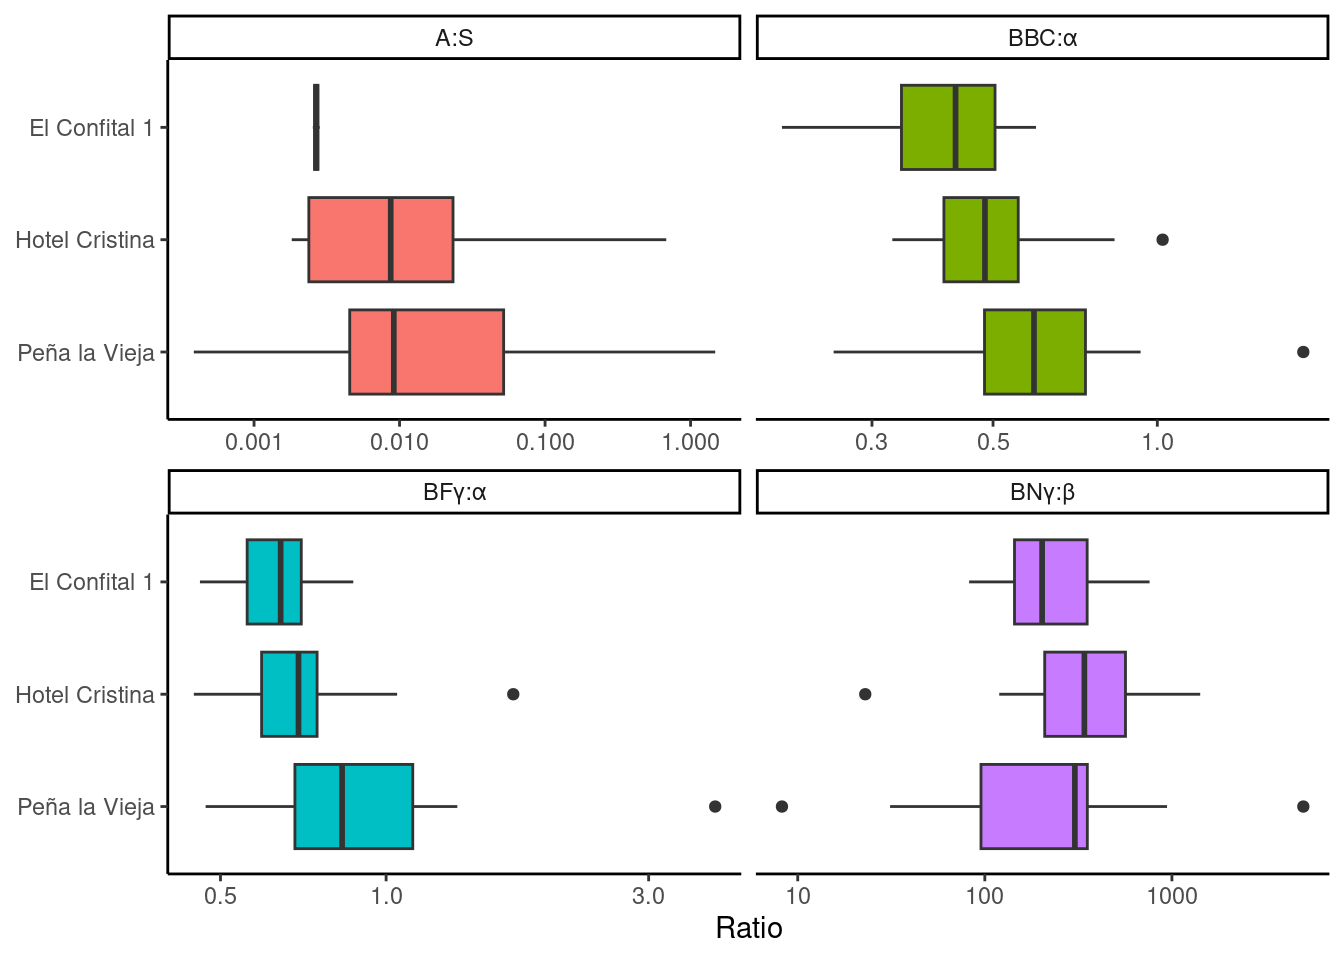 A:S
BBC:α
El Confital 1
Hotel Cristina
Peña la Vieja
0.001 0.010 0.100 1.000
0.3 0.5 1.0
BFγ:α
BNγ:β
El Confital 1
Hotel Cristina
Peña la Vieja
0.5 1.0 3.0
10 100 1000
Ratio